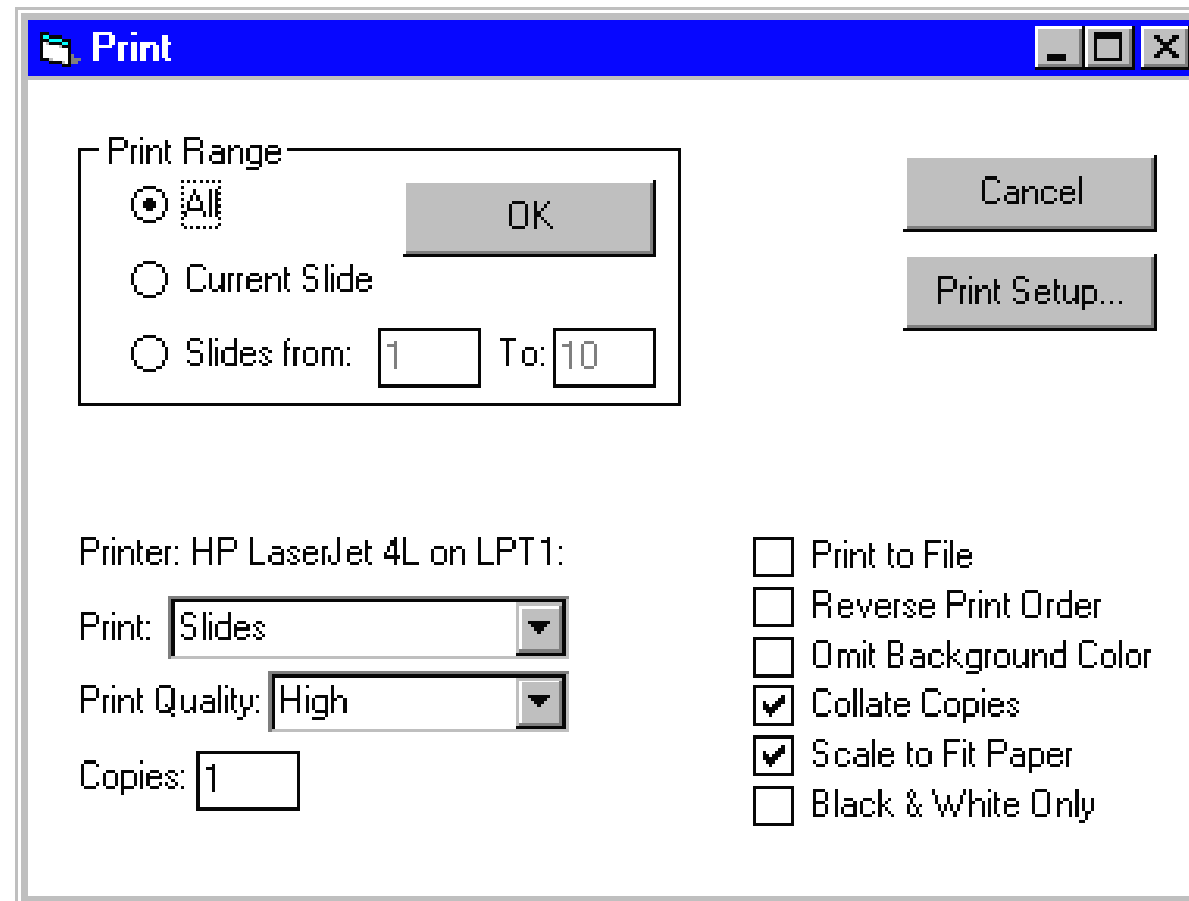 Print
Print Range
All
OK
Current Slide
Slides from: 1 To: 10
Cancel
Print Setup...
Printer: HP LaserJet 4L on LPT1:
Print: Slides
Print Quality: High
Copies: 1
Print to File
Reverse Print Order
Omit Background Color
Collate Copies
Scale to Fit Paper
Black & White Only